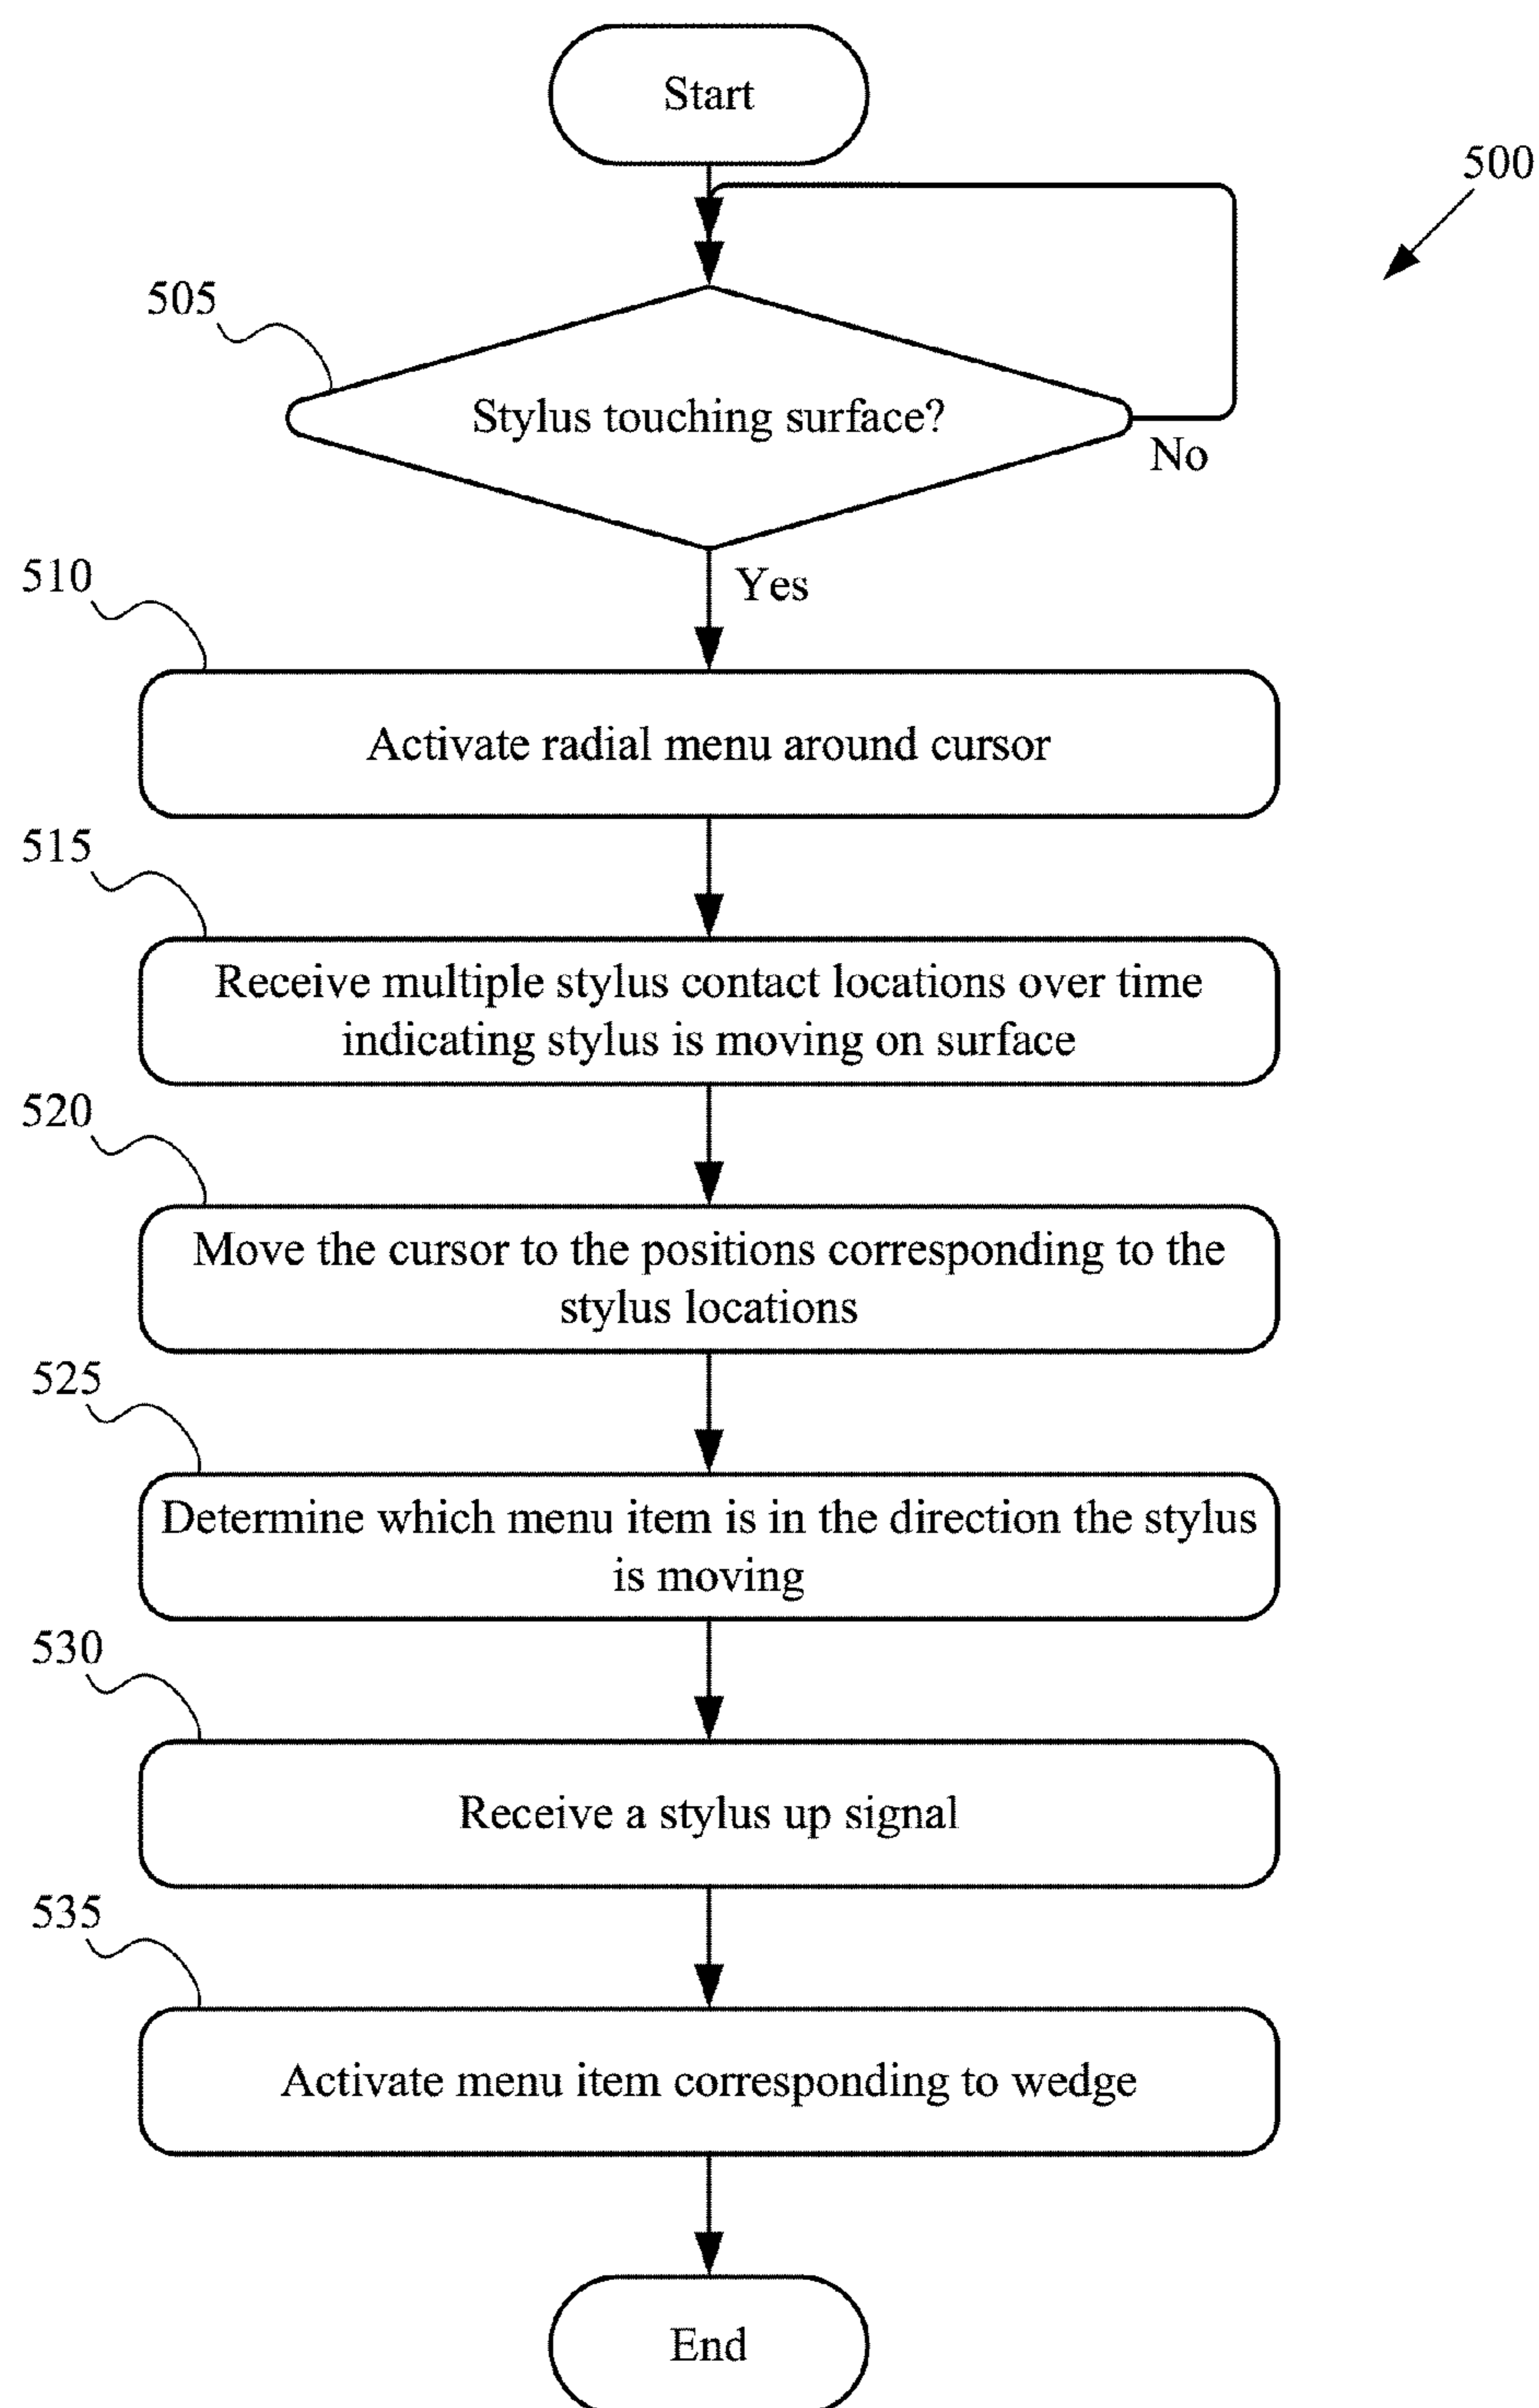 Start
500
505
Stylus touching surface?
No
Yes
510
Activate radial menu around cursor
515
Receive multiple stylus contact locations over time
indicating stylus is moving on surface
520
Move the cursor to the positions corresponding to the
stylus locations
525
Determine which menu item is in the direction the stylus
is moving
530
Receive a stylus up signal
535
Activate menu item corresponding to wedge
End